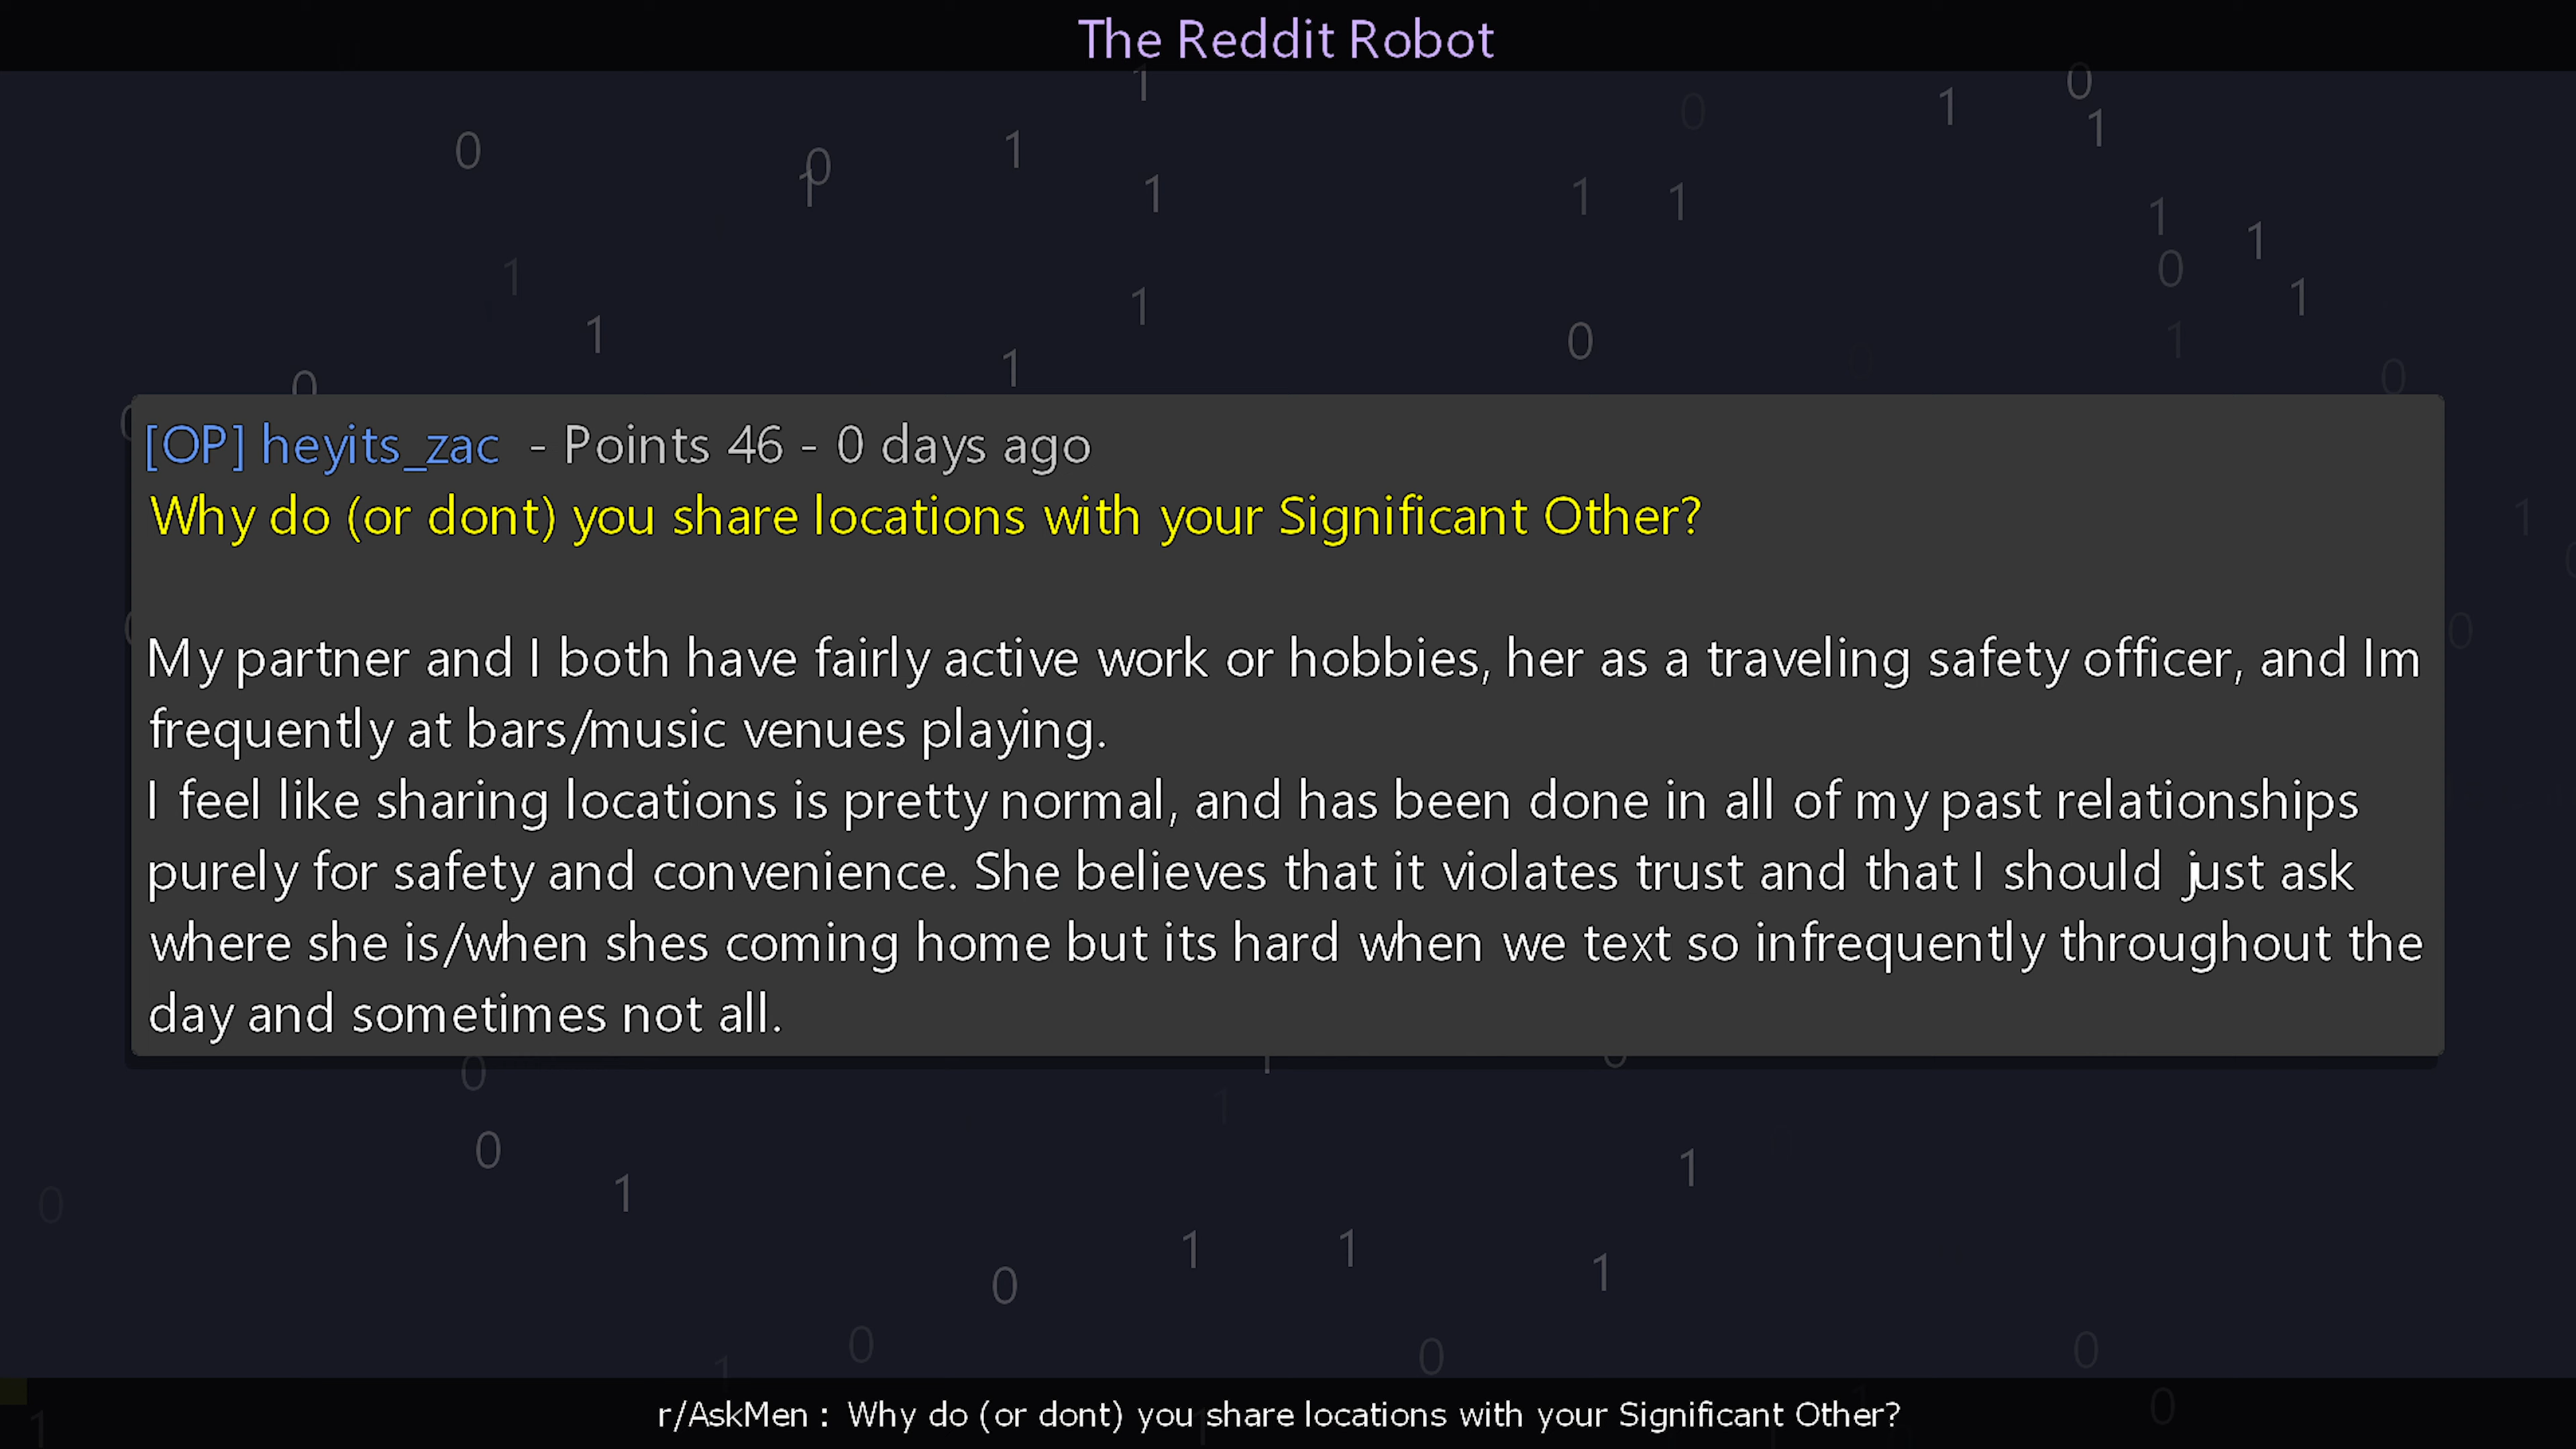 The Reddit Robot
[OP] heyits_zac - Points 46 - 0 days ago
Why do (or dont) you share locations with your Significant Other?
My partner and I both have fairly active work or hobbies, her as a traveling safety officer, and Im
frequently at bars/music venues playing.
I feel like sharing locations is pretty normal, and has been done in all of my past relationships
purely for safety and convenience. She believes that it violates trust and that I should just ask
where she is/when shes coming home but its hard when we text so infrequently throughout the
day and sometimes not all.
r/AskMen : Why do (or dont) you share locations with your Significant Other?